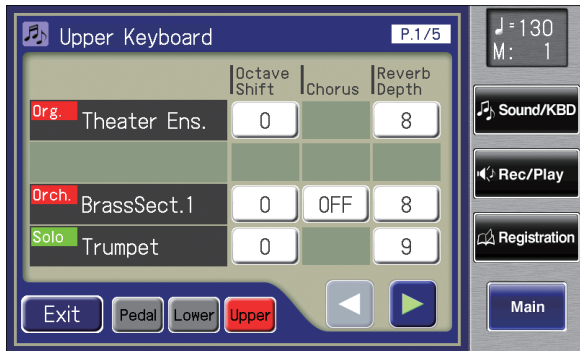 Upper Keyboard
P.1/5
♩=130
M: 1
Octave Shift
Chorus
Reverb Depth
Org. Theater Ens. 0 8
Orch. BrassSect.1 0 OFF 8
Solo Trumpet 0 9
Sound/KBD
Rec/Play
Registration
Main
Exit
Pedal
Lower
Upper